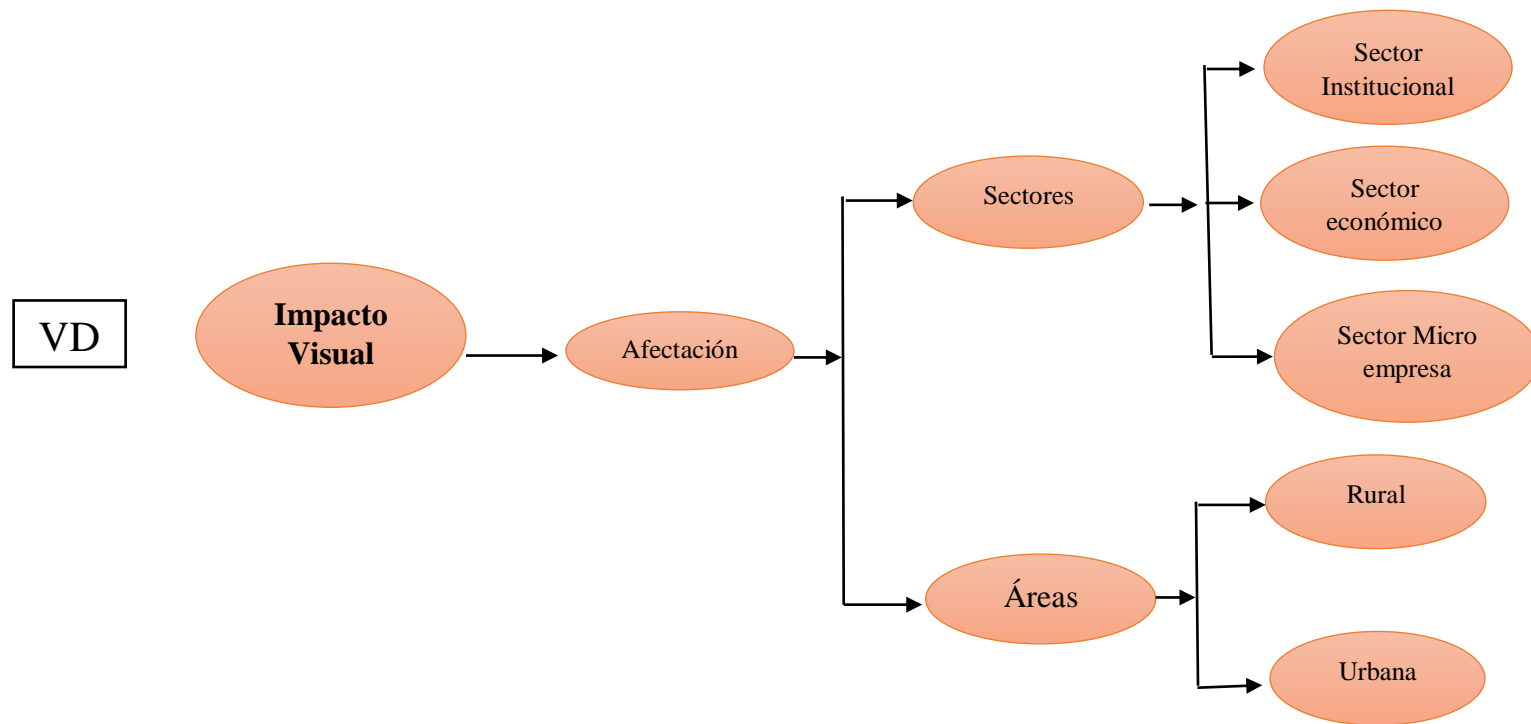 VD
Impacto
Visual
Afectación
Sectores
Sector
Institucional
Sector
económico
Sector Micro
empresa
Áreas
Rural
Urbana